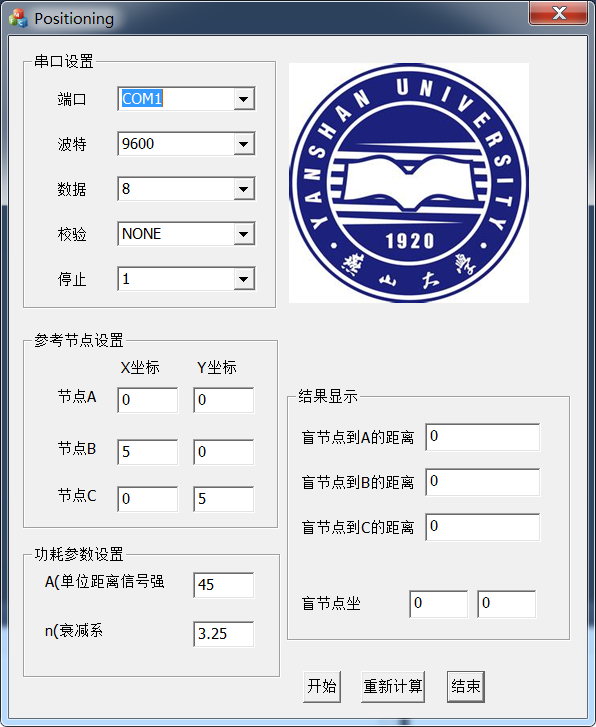 Positioning
串口设置
端口 COM1
波特 9600
数据 8
校验 NONE
停止 1
YANSHAN UNIVERSITY
1920
燕山大学
参考节点设置
X坐标 Y坐标
节点A 0 0
节点B 5 0
节点C 0 5
功耗参数设置
A(单位距离信号强 45
n(衰减系 3.25
结果显示
盲节点到A的距离 0
盲节点到B的距离 0
盲节点到C的距离 0
盲节点坐 0 0
开始 重新计算 结束